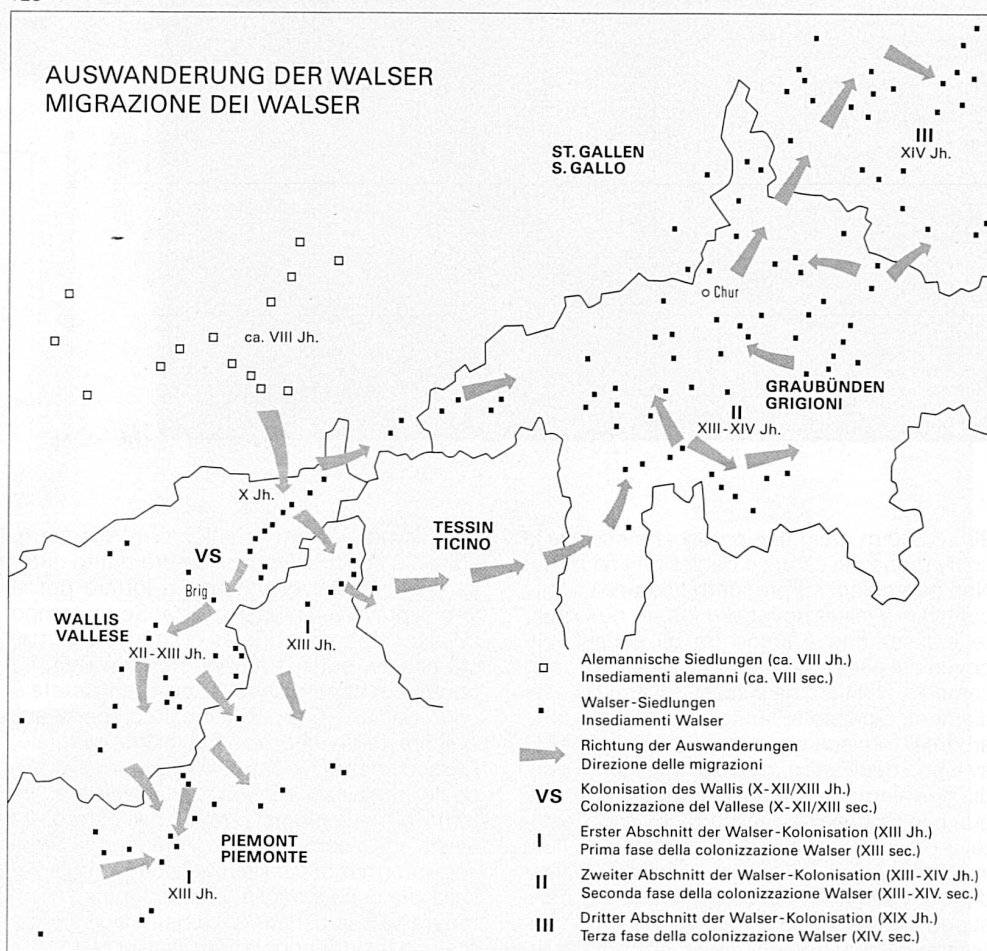 AUSWANDERUNG DER WALSER
MIGRAZIONE DEI WALSER
III
XIV Jh.
ST. GALLEN
S. GALLO
ca. VIII Jh.
Chur
GRAUBÜNDEN
GRIGIONI
II
XIII-XIV Jh.
X Jh.
TESSIN
TICINO
VS
Brig
WALLIS
VALLESE
XII-XIII Jh.
I
XIII Jh.
PIEMONT
PIEMONTE
I
XIII Jh.
Alemannische Siedlungen (ca. VIII Jh.)
Insediamenti alemanni (ca. VIII sec.)
Walser-Siedlungen
Insediamenti Walser
Richtung der Auswanderungen
Direzione delle migrazioni
VS Kolonisation des Wallis (X-XII/XIII Jh.)
Colonizzazione del Vallese (X-XII/XIII sec.)
I Erster Abschnitt der Walser-Kolonisation (XIII Jh.)
Prima fase della colonizzazione Walser (XIII sec.)
II Zweiter Abschnitt der Walser-Kolonisation (XIII-XIV Jh.)
Seconda fase della colonizzazione Walser (XIII-XIV. sec.)
III Dritter Abschnitt der Walser-Kolonisation (XIX Jh.)
Terza fase della colonizzazione Walser (XIV. sec.)